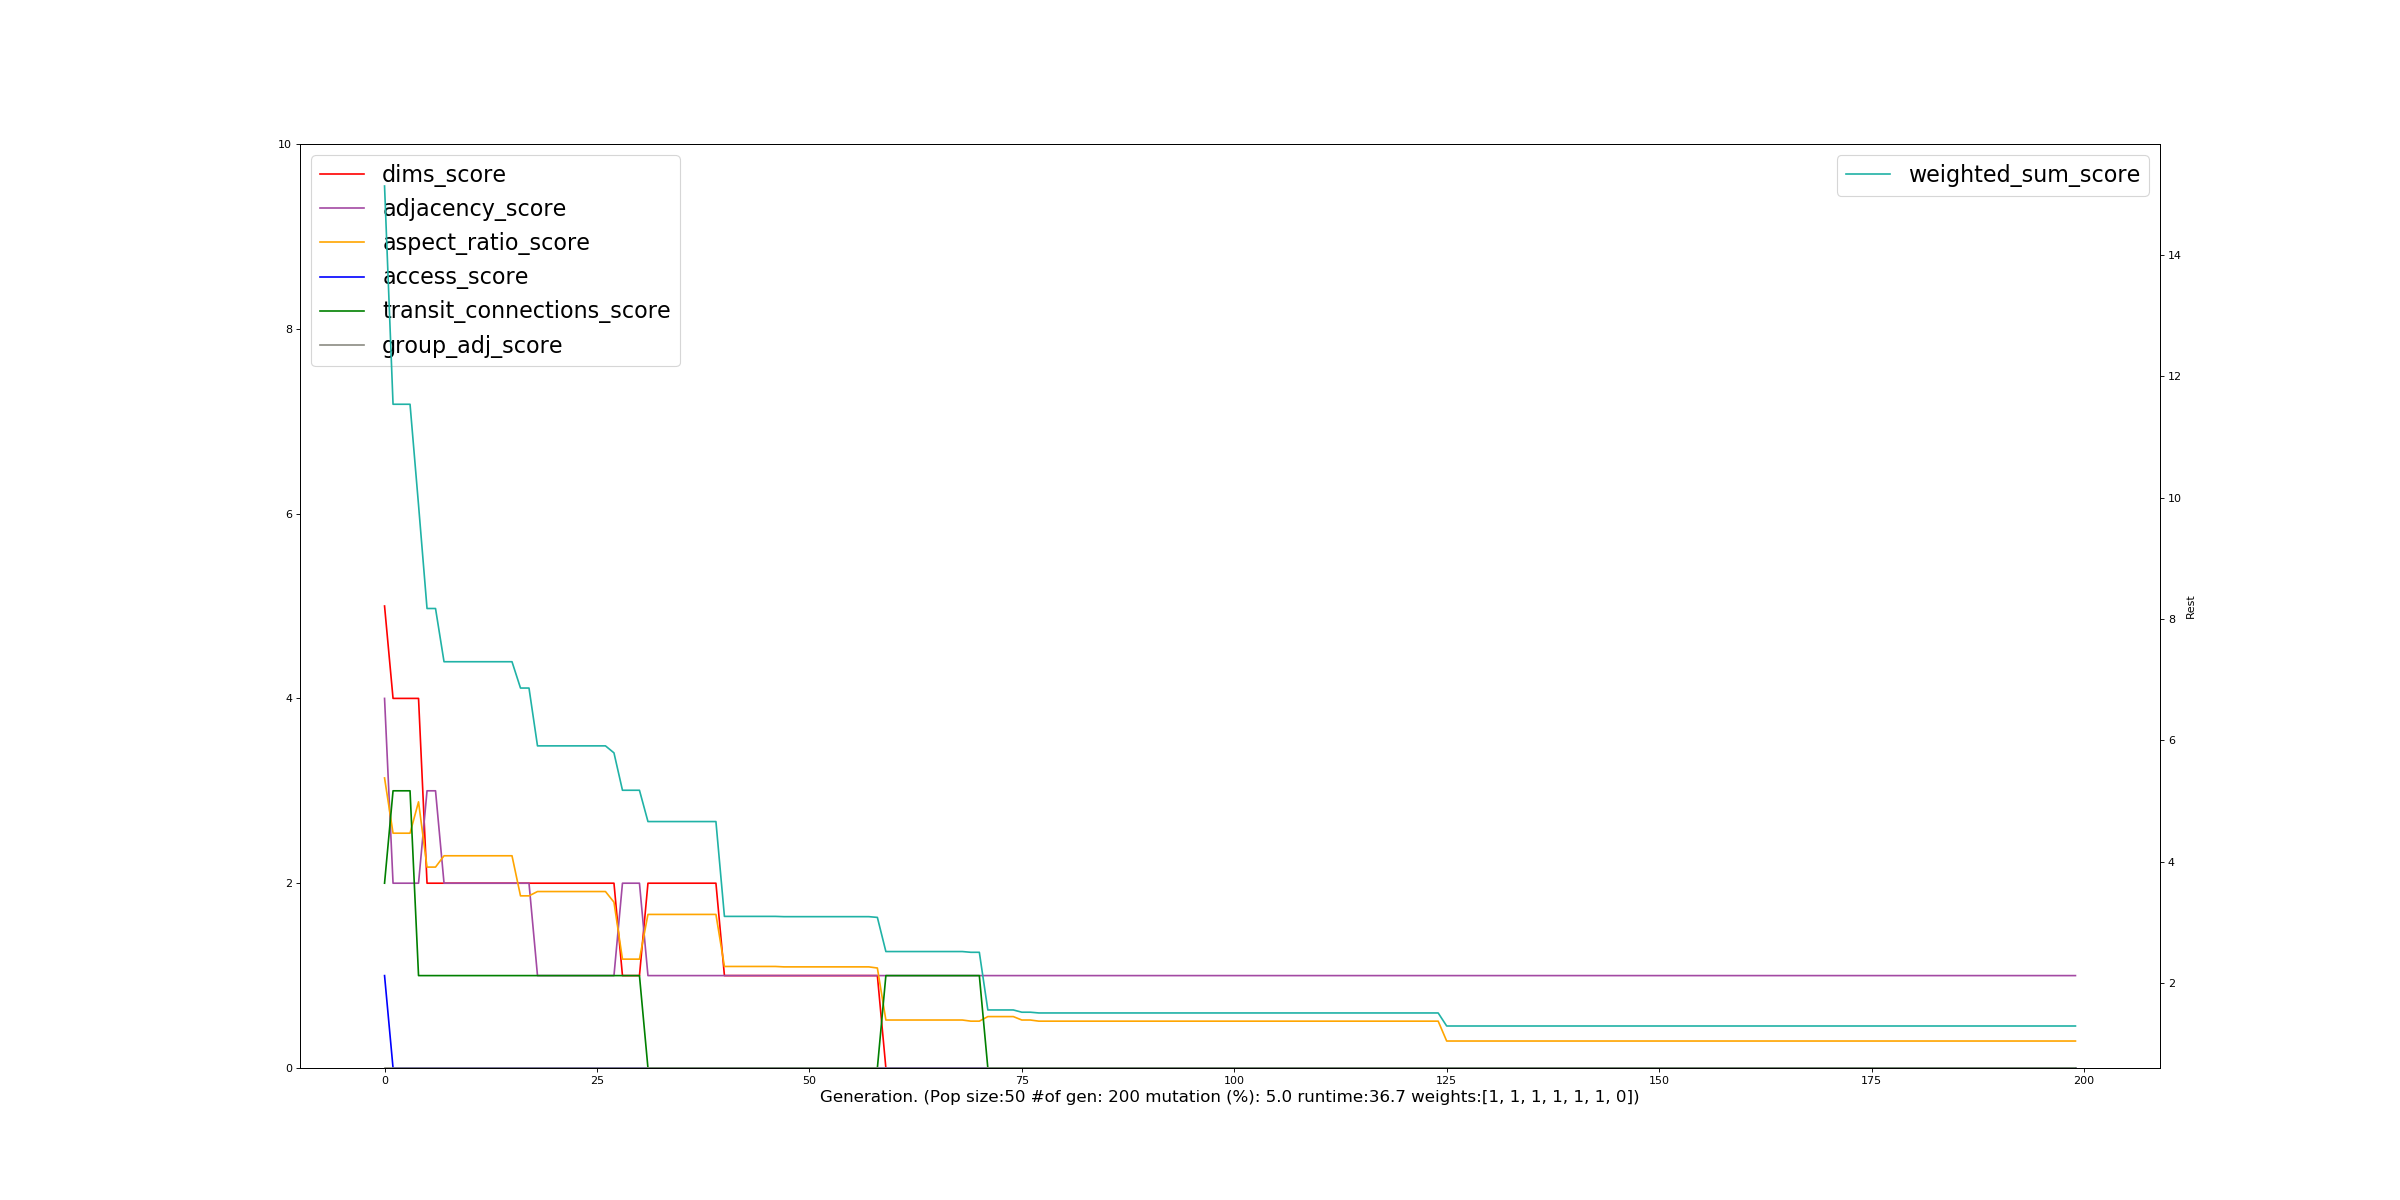 10
8
6
4
2
0
dims_score
adjacency_score
aspect_ratio_score
access_score
transit_connections_score
group_adj_score
weighted_sum_score
14
12
10
8
6
4
2
Rest
0 25 50 75 100 125 150 175 200
Generation. (Pop size:50 #of gen: 200 mutation (%): 5.0 runtime:36.7 weights:[1, 1, 1, 1, 1, 1, 0])